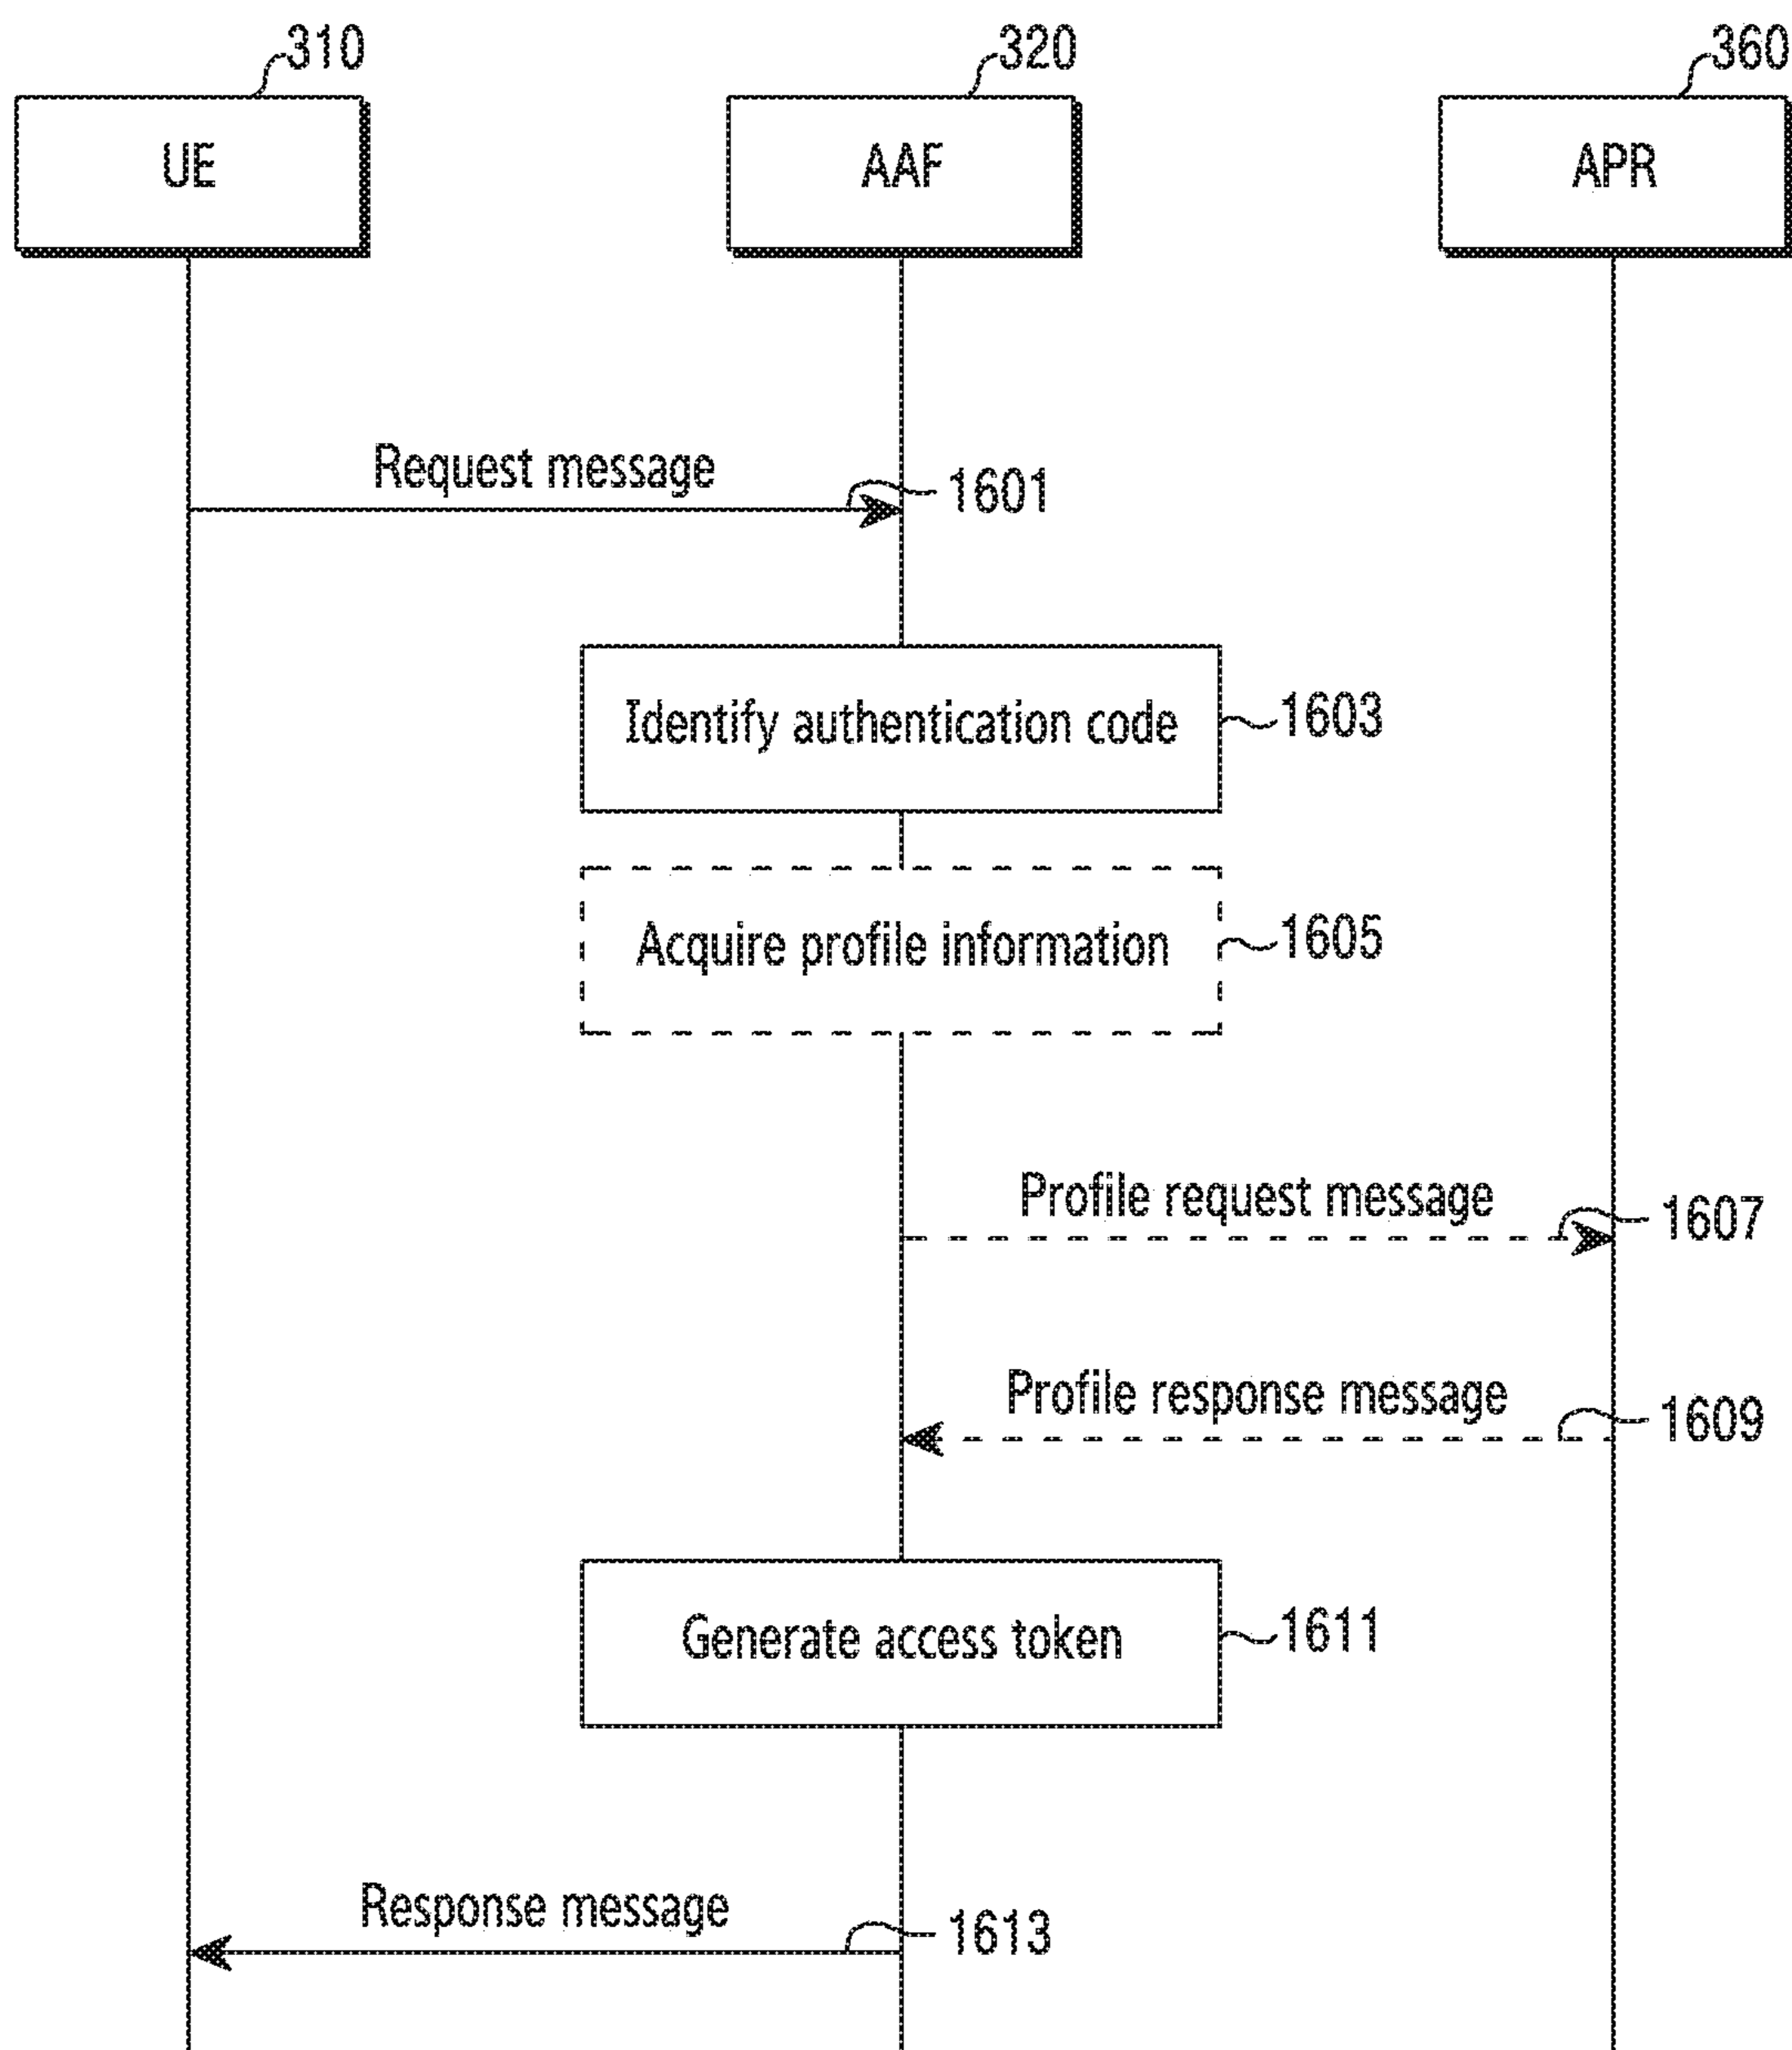 310
320
360
UE
AAF
APR
Request message
1601
Identify authentication code
1603
Acquire profile information
1605
Profile request message
1607
Profile response message
1609
Generate access token
1611
Response message
1613